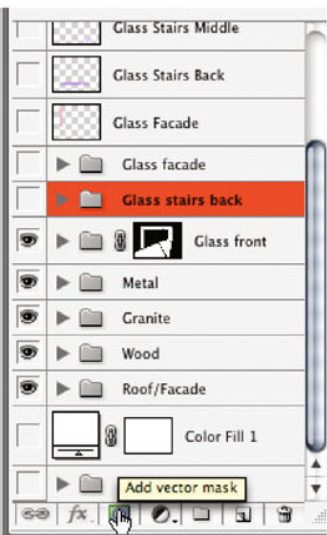 Glass Stairs Middle
Glass Stairs Back
Glass Facade
Glass facade
Glass stairs back
Glass front
Metal
Granite
Wood
Roof/Facade
Color Fill 1
Add vector mask
fx.